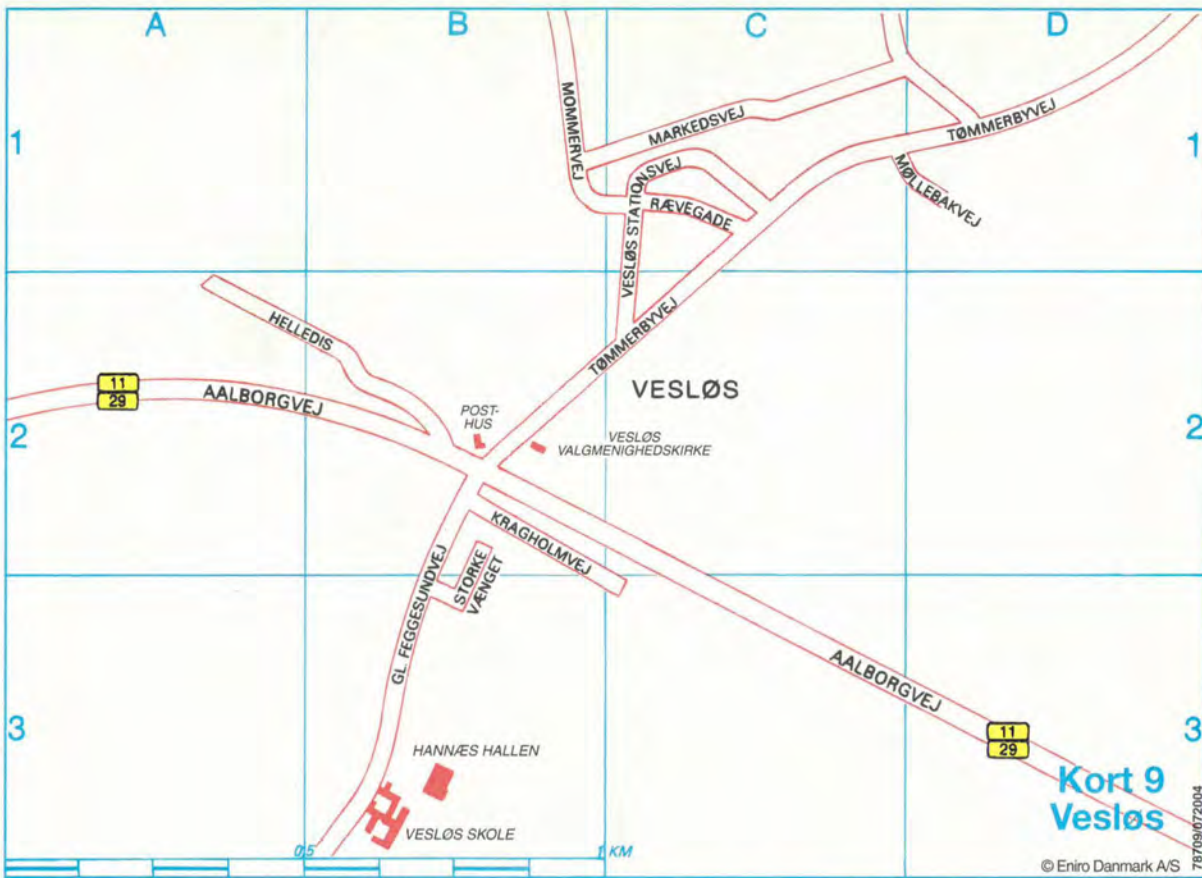 A
B
C
D
1
1
MOMMERVEJ
MARKEDSVEJ
TØMMERBYVEJ
MØLLEBAKVEJ
VESLØS STATIONSVEJ
RÆVEGADE
HELLEDIS
TØMMERBYVEJ
11
29
AALBORGVEJ
VESLØS
POST-
HUS
VESLØS
VALGMENIGHEDSKIRKE
2
2
KRAGHOLMVEJ
STORKE
VÆNGET
GL. FEGGESUNDVEJ
AALBORGVEJ
11
29
3
3
HANNÆS HALLEN
VESLØS SKOLE
Kort 9
Vesløs
0,5
1 KM
© Eniro Danmark A/S
78709/072004